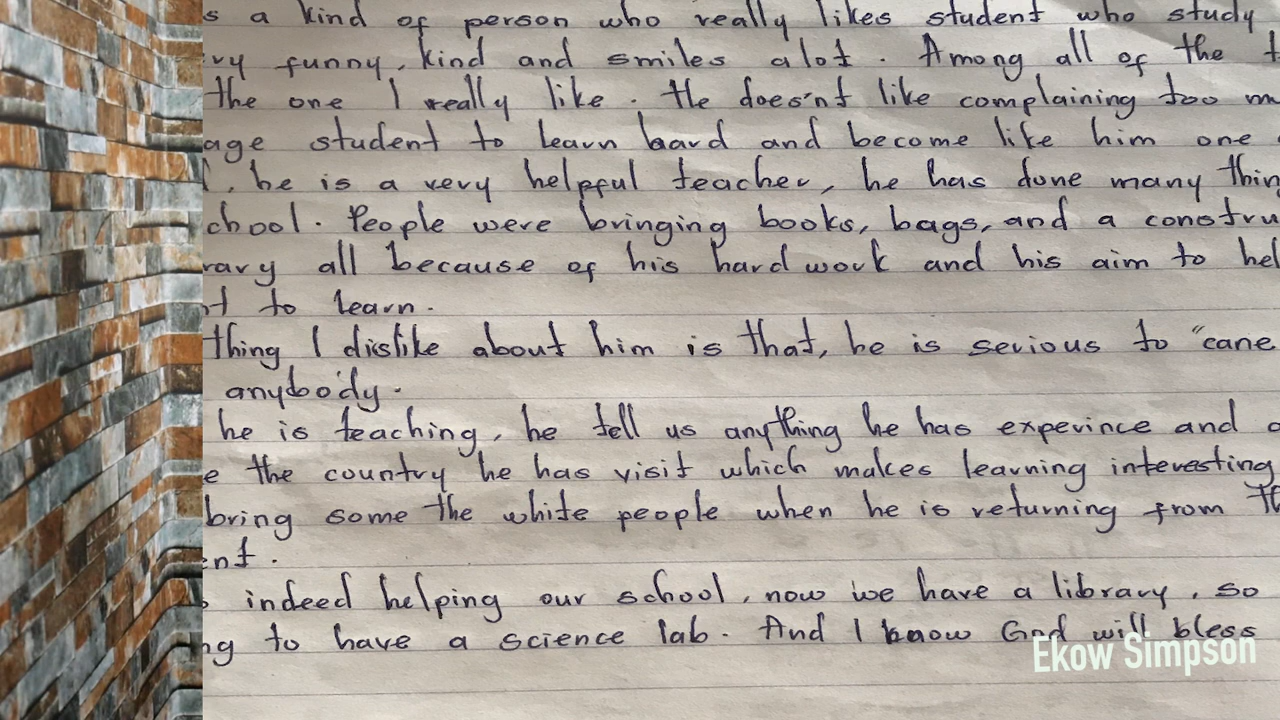 s a kind of person who really likes student who study
vy funny, kind and smiles alot. Among all of the t
the one I really like. He doesn't like complaining too m
age student to learn hard and become like him one
l, he is a very helpful teacher, he has done many thin
chool. People were bringing books, bags, and a constru
rary all because of his hard work and his aim to hel
nt to learn.
thing I dislike about him is that, he is serious to "cane
anybody.
he is teaching, he tell us anything he has experince and a
e the country he has visit which makes learning interesting
bring some the white people when he is returning from th
ent.
s indeed helping our school, now we have a library, so
ng to have a science lab. And I know God will bless
Ekow Simpson